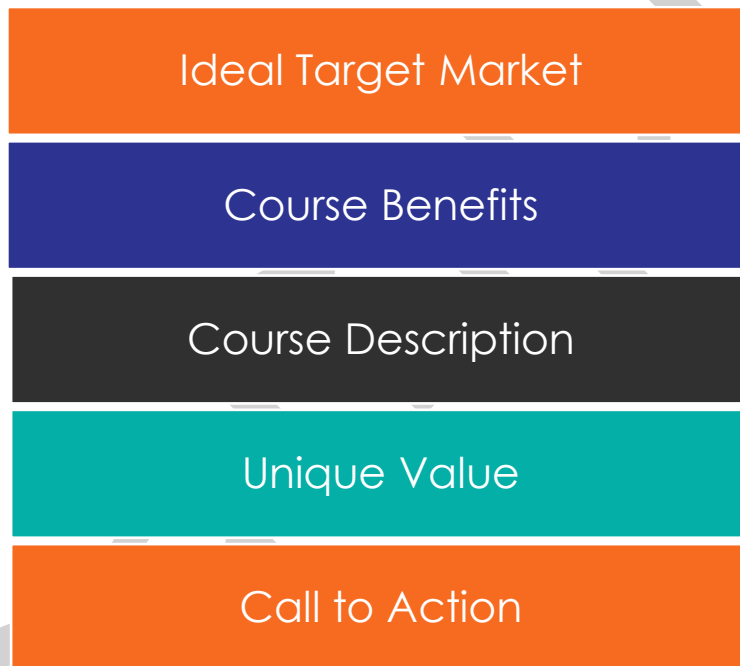 Ideal Target Market
Course Benefits
Course Description
Unique Value
Call to Action